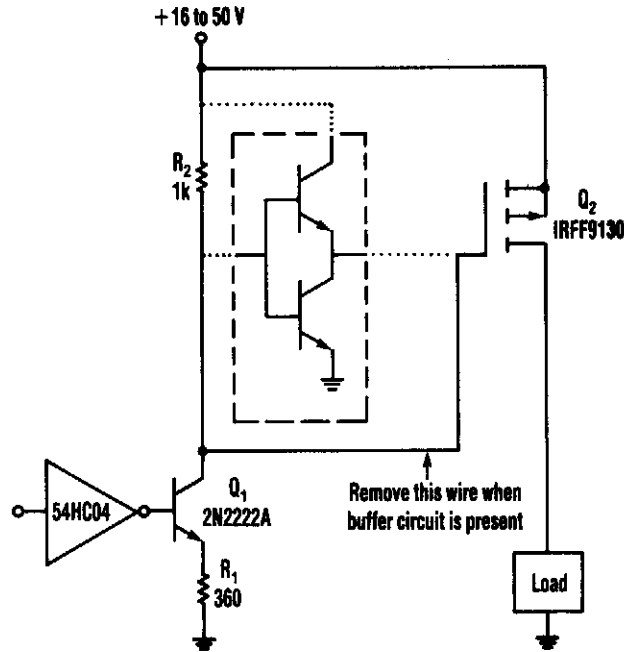 +16 to 50 V
R2
1k
Q2
IRFF9130
54HC04
Q1
2N2222A
R1
360
Remove this wire when
buffer circuit is present
Load